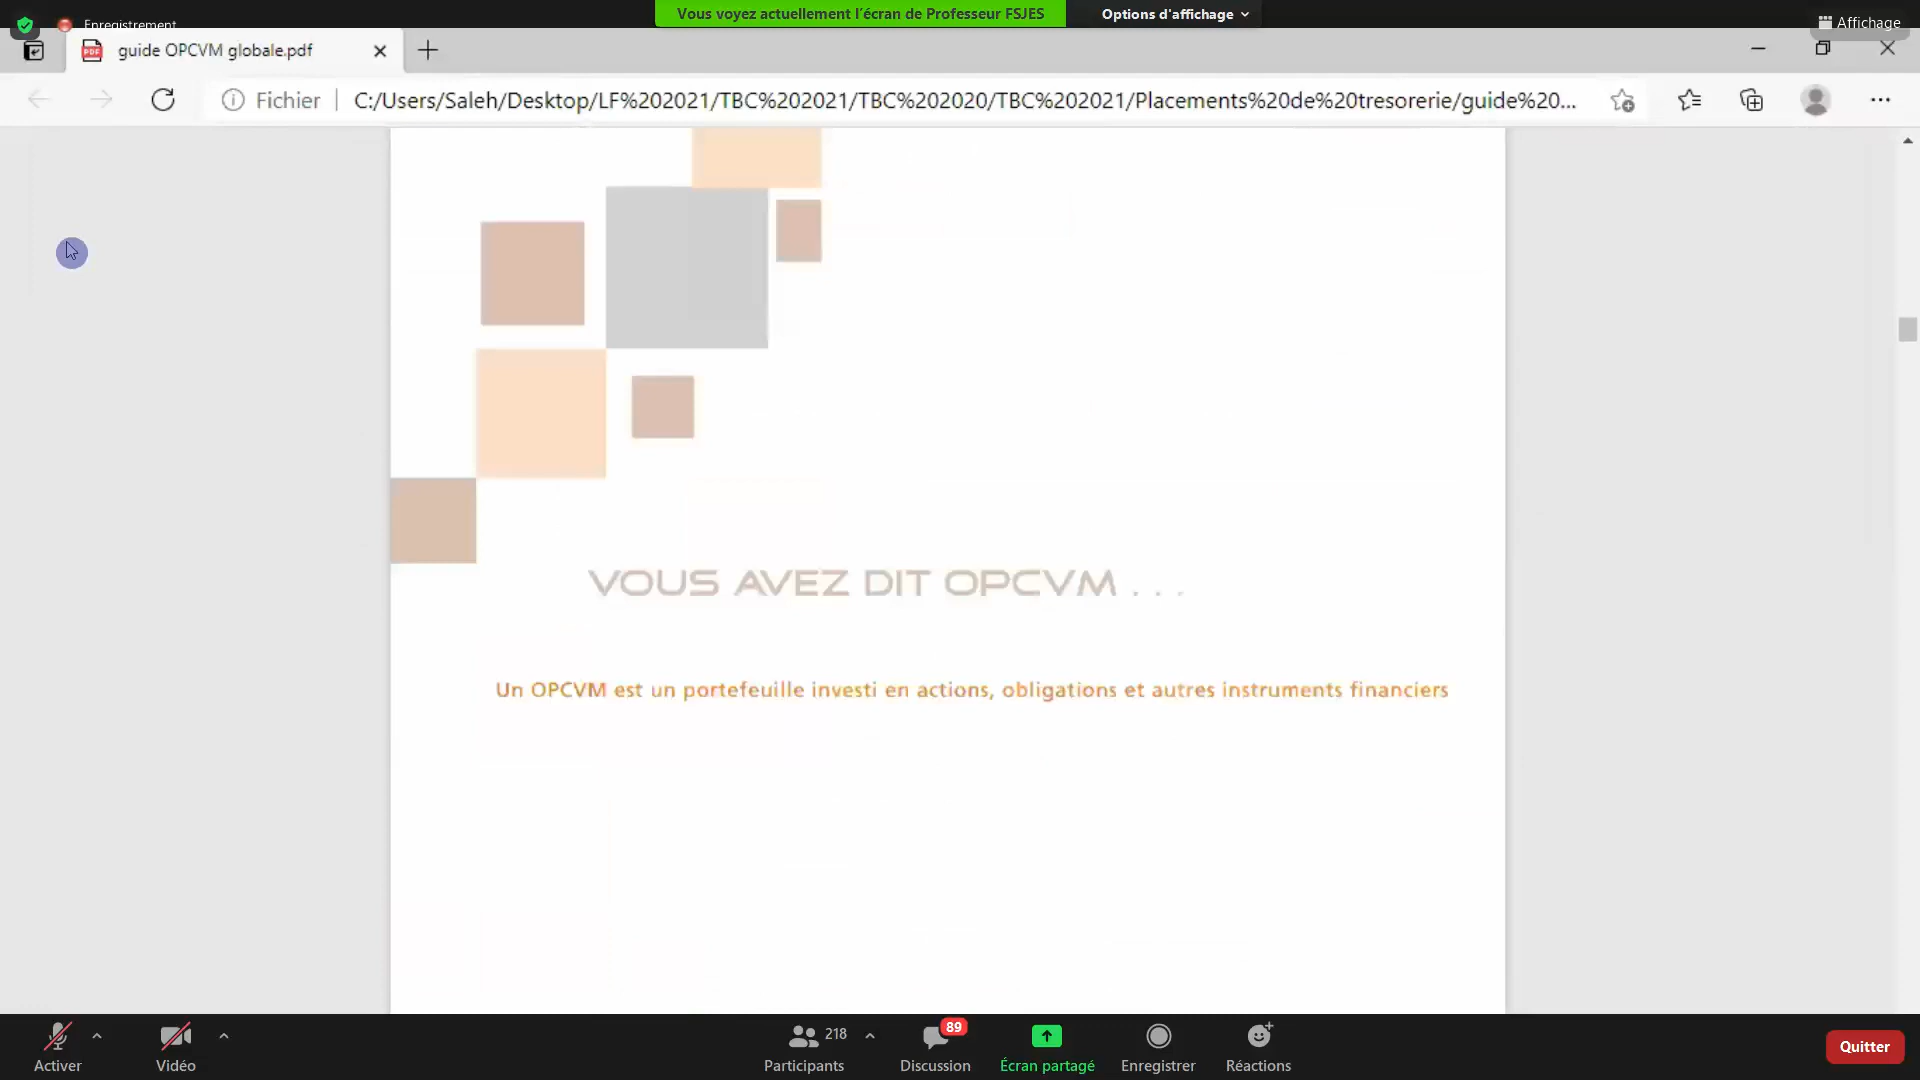 Enregistrement
Vous voyez actuellement l'écran de Professeur FSJES
Options d'affichage
Affichage
PDF
guide OPCVM globale.pdf
Fichier
C:/Users/Saleh/Desktop/LF%202021/TBC%202021/TBC%202020/TBC%202021/Placements%20de%20tresorerie/guide%20...
VOUS AVEZ DIT OPCVM . . .
Un OPCVM est un portefeuille investi en actions, obligations et autres instruments financiers
Activer
Vidéo
218
Participants
89
Discussion
Écran partagé
Enregistrer
Réactions
Quitter